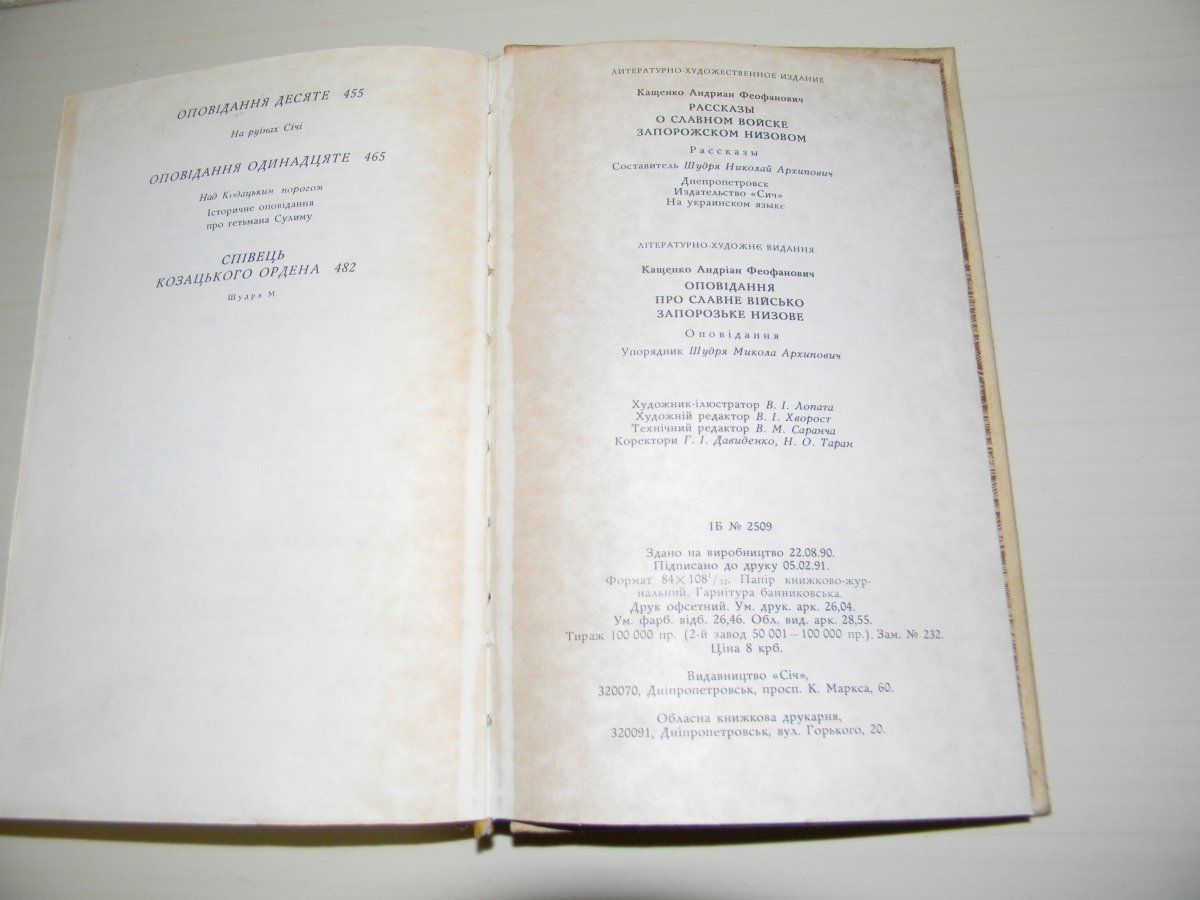 ОПОВІДАННЯ ДЕСЯТЕ 455
На руїнах Січі
ОПОВІДАННЯ ОДИНАДЦЯТЕ 465
Над Кодацьким порогом
Історичне оповідання
про гетьмана Сулиму
СПІВЕЦЬ
КОЗАЦЬКОГО ОРДЕНА 482
Шудря М.
ЛИТЕРАТУРНО-ХУДОЖЕСТВЕННОЕ ИЗДАНИЕ
Кащенко Андриан Феофанович
РАССКАЗЫ
О СЛАВНОМ ВОЙСКЕ
ЗАПОРОЖСКОМ НИЗОВОМ
Рассказы
Составитель Шудря Николай Архипович
Днепропетровск
Издательство «Сич»
На украинском языке
ЛІТЕРАТУРНО-ХУДОЖНЄ ВИДАННЯ
Кащенко Андріан Феофанович
ОПОВІДАННЯ
ПРО СЛАВНЕ ВІЙСЬКО
ЗАПОРОЗЬКЕ НИЗОВЕ
Оповідання
Упорядник Шудря Микола Архипович
Художник-ілюстратор В. І. Лопата
Художній редактор В. І. Хворост
Технічний редактор В. М. Саранча
Коректори Г. І. Давиденко, Н. О. Таран
ІБ № 2509
Здано на виробництво 22.08.90.
Підписано до друку 05.02.91.
Формат 84×108¹/₃₂. Папір книжково-жур-
нальний. Гарнітура банниковська.
Друк офсетний. Ум. друк. арк. 26,04.
Ум. фарб. відб. 26,46. Обл. вид. арк. 28,55.
Тираж 100 000 пр. (2-й завод 50 001—100 000 пр.). Зам. № 232.
Ціна 8 крб.
Видавництво «Січ»,
320070, Дніпропетровськ, просп. К. Маркса, 60.
Обласна книжкова друкарня,
320091, Дніпропетровськ, вул. Горького, 20.